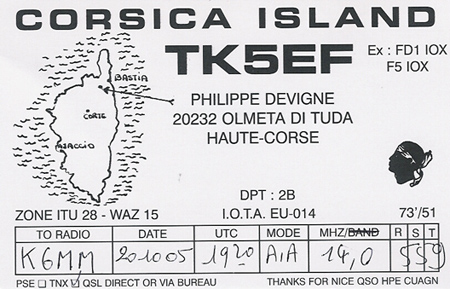 CORSICA ISLAND
TK5EF
Ex : FD1 IOX
F5 IOX
BASTIA
CORTE
AJACCIO
PHILIPPE DEVIGNE
20232 OLMETA DI TUDA
HAUTE-CORSE
DPT : 2B
ZONE ITU 28 - WAZ 15 I.O.T.A. EU-014 73'/51
TO RADIO DATE UTC MODE MHZ/BAND R S T
K6MM 201005 1920 A1A 14,0 559
PSE □ TNX ☑ QSL DIRECT OR VIA BUREAU THANKS FOR NICE QSO HPE CUAGN